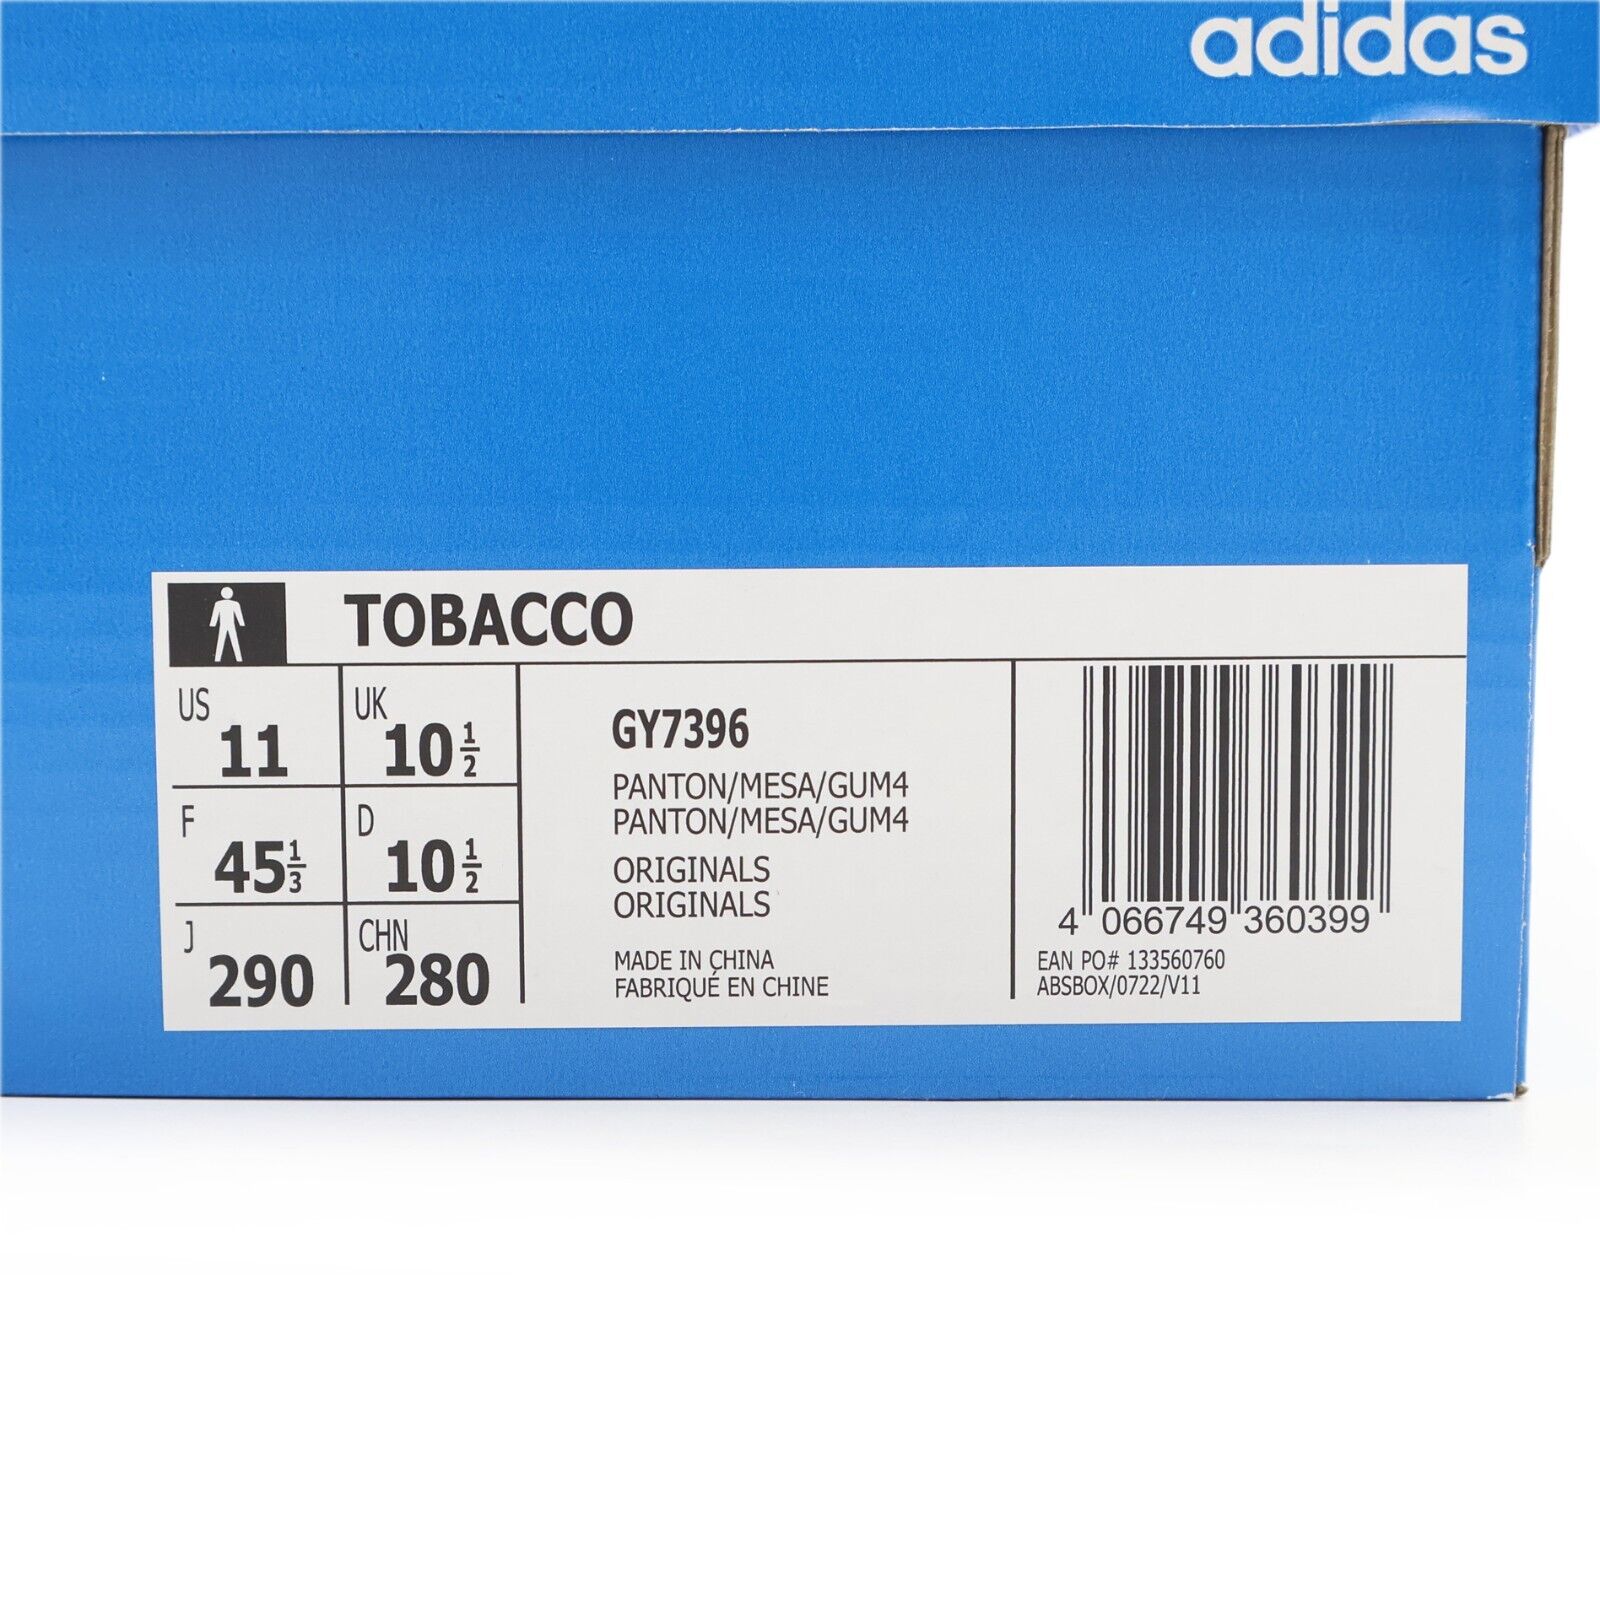 adidas
TOBACCO
US 11
UK 10 1/2
F 45 1/3
D 10 1/2
J 290
CHN 280
GY7396
PANTON/MESA/GUM4
PANTON/MESA/GUM4
ORIGINALS
ORIGINALS
MADE IN CHINA
FABRIQUÉ EN CHINE
4 066749 360399
EAN PO# 133560760
ABSBOX/0722/V11